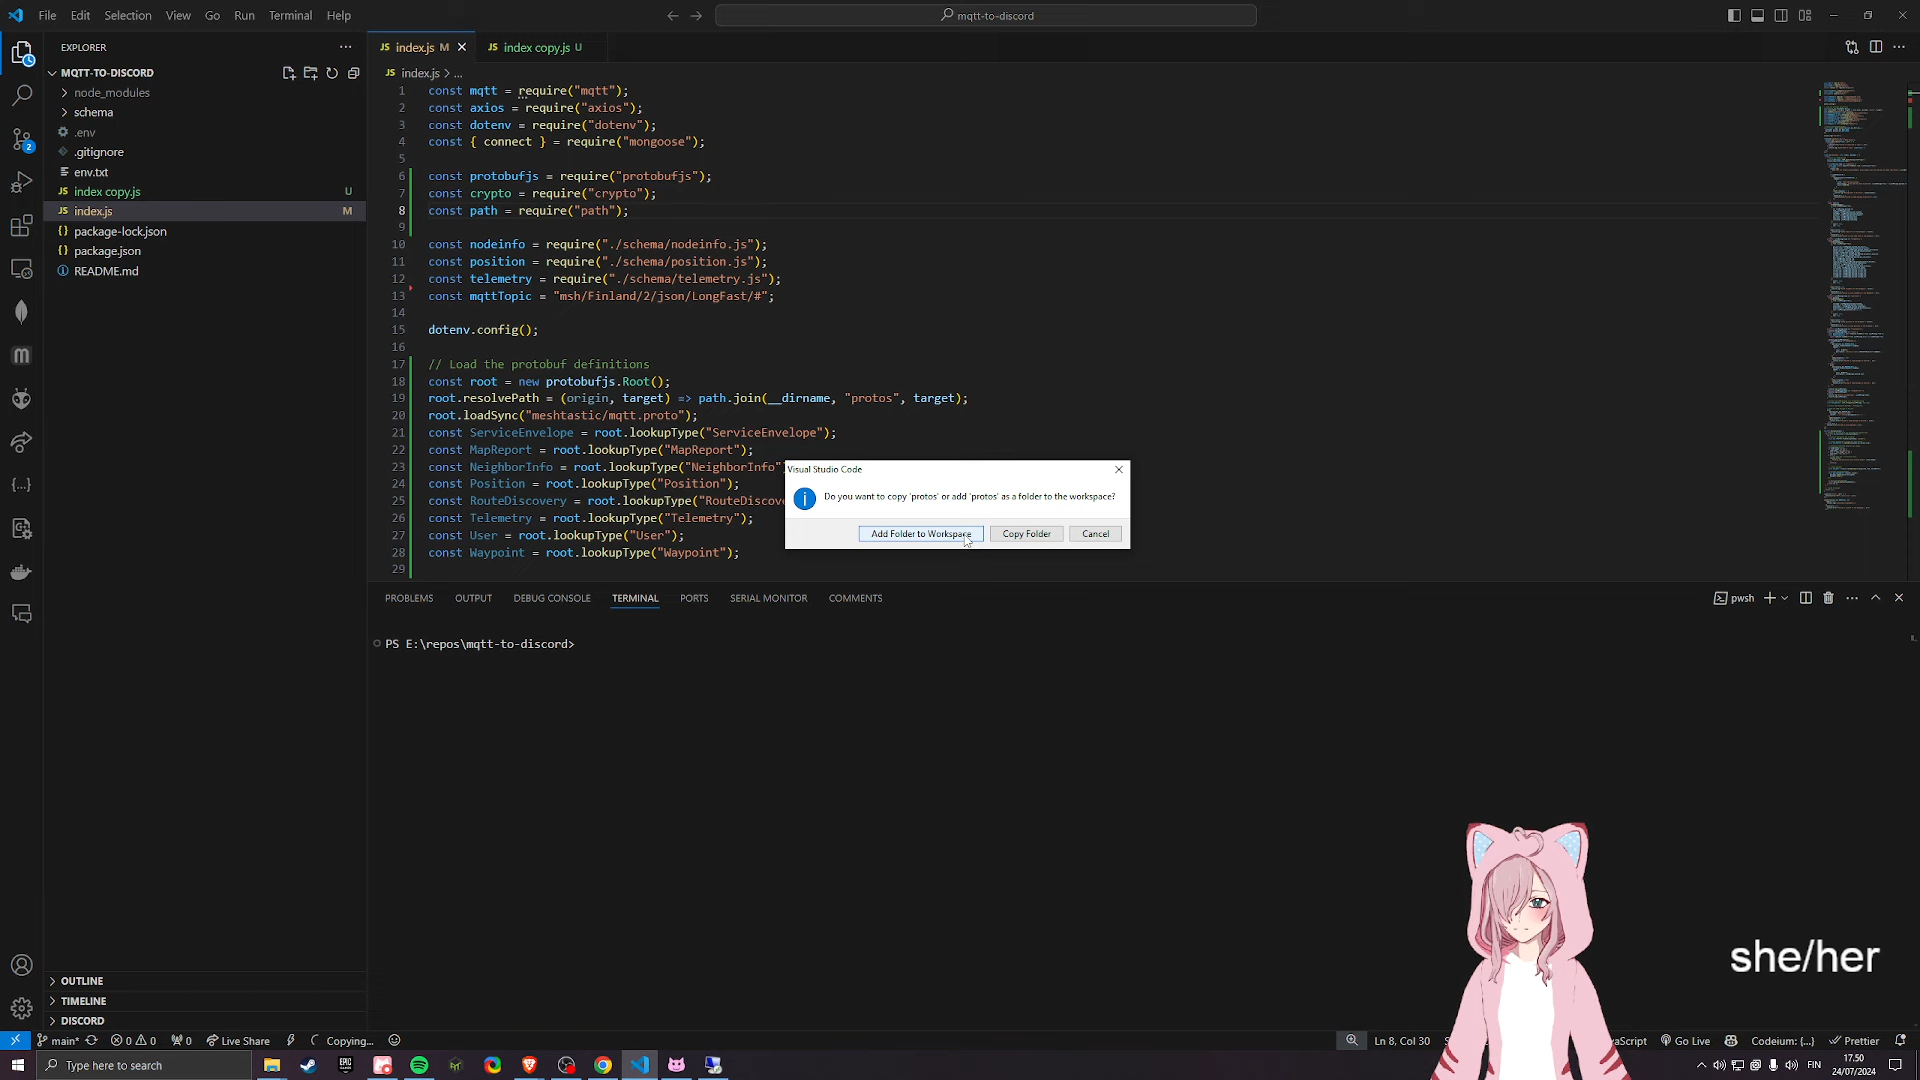 File Edit Selection View Go Run Terminal Help
mqtt-to-discord
EXPLORER
MQTT-TO-DISCORD
node_modules
schema
.env
.gitignore
env.txt
JS index copy.js U
JS index.js M
{} package-lock.json
{} package.json
README.md
OUTLINE
TIMELINE
DISCORD
JS index.js M
JS index copy.js U
JS index.js > ...
1 const mqtt = require("mqtt");
2 const axios = require("axios");
3 const dotenv = require("dotenv");
4 const { connect } = require("mongoose");
5
6 const protobufjs = require("protobufjs");
7 const crypto = require("crypto");
8 const path = require("path");
9
10 const nodeinfo = require("./schema/nodeinfo.js");
11 const position = require("./schema/position.js");
12 const telemetry = require("./schema/telemetry.js");
13 const mqttTopic = "msh/Finland/2/json/LongFast/#";
14
15 dotenv.config();
16
17 // Load the protobuf definitions
18 const root = new protobufjs.Root();
19 root.resolvePath = (origin, target) => path.join(__dirname, "protos", target);
20 root.loadSync("meshtastic/mqtt.proto");
21 const ServiceEnvelope = root.lookupType("ServiceEnvelope");
22 const MapReport = root.lookupType("MapReport");
23 const NeighborInfo = root.lookupType("NeighborInfo"
24 const Position = root.lookupType("Position");
25 const RouteDiscovery = root.lookupType("RouteDiscove
26 const Telemetry = root.lookupType("Telemetry");
27 const User = root.lookupType("User");
28 const Waypoint = root.lookupType("Waypoint");
29
Visual Studio Code
Do you want to copy 'protos' or add 'protos' as a folder to the workspace?
Add Folder to Workspace Copy Folder Cancel
PROBLEMS OUTPUT DEBUG CONSOLE TERMINAL PORTS SERIAL MONITOR COMMENTS
pwsh
PS E:\repos\mqtt-to-discord>
she/her
main* 0 0 0 Live Share Copying...
Ln 8, Col 30
vaScript Go Live Codeium: {...} Prettier
Type here to search
FIN
17.50
24/07/2024